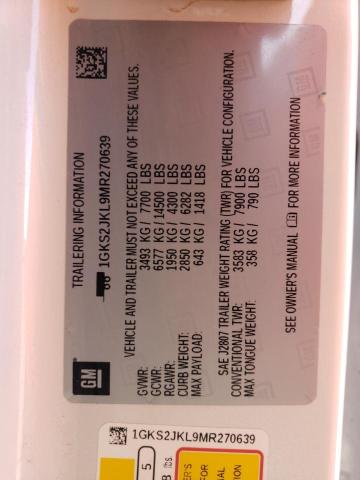 TRAILERING INFORMATION
1GKS2JKL9MR270639
VEHICLE AND TRAILER MUST NOT EXCEED ANY OF THESE VALUES.
GVWR: 3493 KG / 7700 LBS
GCWR: 6577 KG / 14500 LBS
RGAWR: 1950 KG / 4300 LBS
CURB WEIGHT: 2850 KG / 6282 LBS
MAX PAYLOAD: 643 KG / 1418 LBS
SAE J2807 TRAILER WEIGHT RATING (TWR) FOR VEHICLE CONFIGURATION.
CONVENTIONAL TWR: 3583 KG / 7900 LBS
MAX TONGUE WEIGHT: 358 KG / 790 LBS
SEE OWNER'S MANUAL FOR MORE INFORMATION
GM
1GKS2JKL9MR270639
5
lbs.
FOR